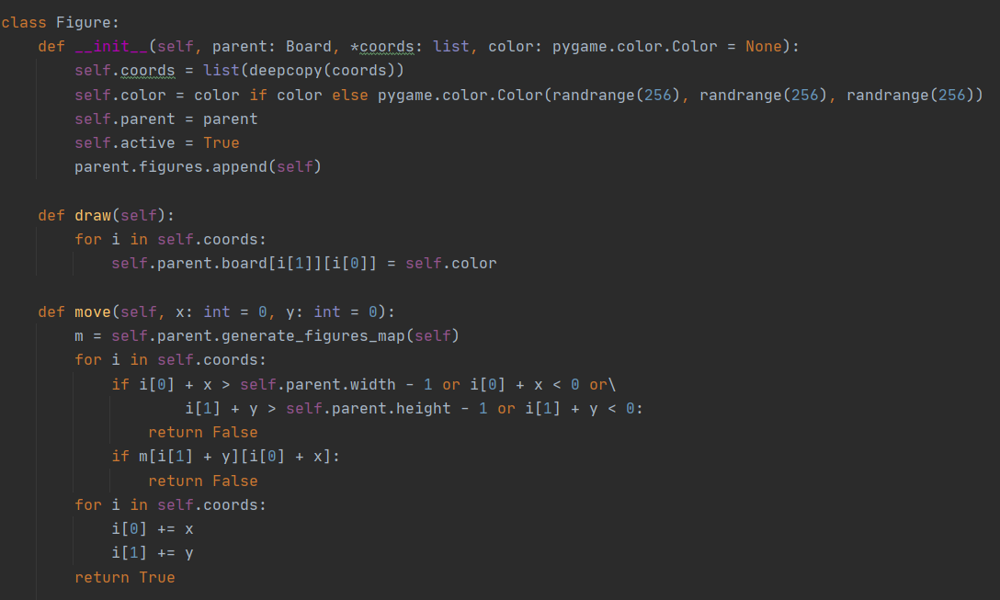 class Figure:
    def __init__(self, parent: Board, *coords: list, color: pygame.color.Color = None):
        self.coords = list(deepcopy(coords))
        self.color = color if color else pygame.color.Color(randrange(256), randrange(256), randrange(256))
        self.parent = parent
        self.active = True
        parent.figures.append(self)

    def draw(self):
        for i in self.coords:
            self.parent.board[i[1]][i[0]] = self.color

    def move(self, x: int = 0, y: int = 0):
        m = self.parent.generate_figures_map(self)
        for i in self.coords:
            if i[0] + x > self.parent.width - 1 or i[0] + x < 0 or\
                    i[1] + y > self.parent.height - 1 or i[1] + y < 0:
                return False
            if m[i[1] + y][i[0] + x]:
                return False
        for i in self.coords:
            i[0] += x
            i[1] += y
        return True